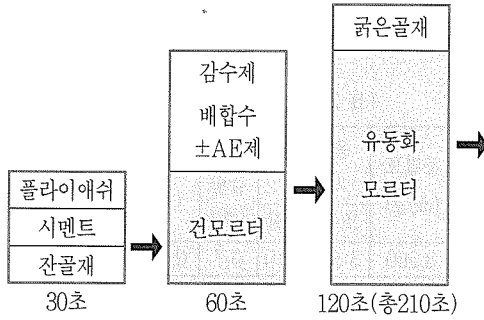 플라이애쉬
시멘트
잔골재
30초
감수제
배합수
±AE제
건모르터
60초
굵은골재
유동화
모르터
120초(총210초)